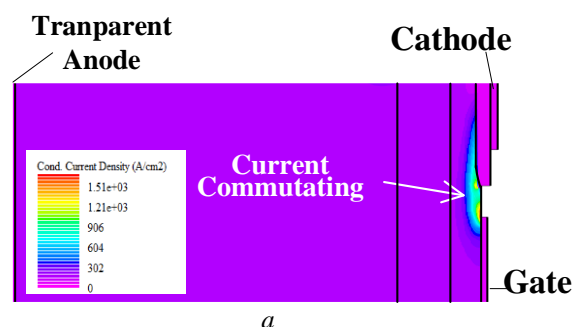 Tranparent
Anode
Cathode
Cond. Current Density (A/cm2)
1.51e+03
1.21e+03
906
604
302
0
Current
Commutating
Gate
a